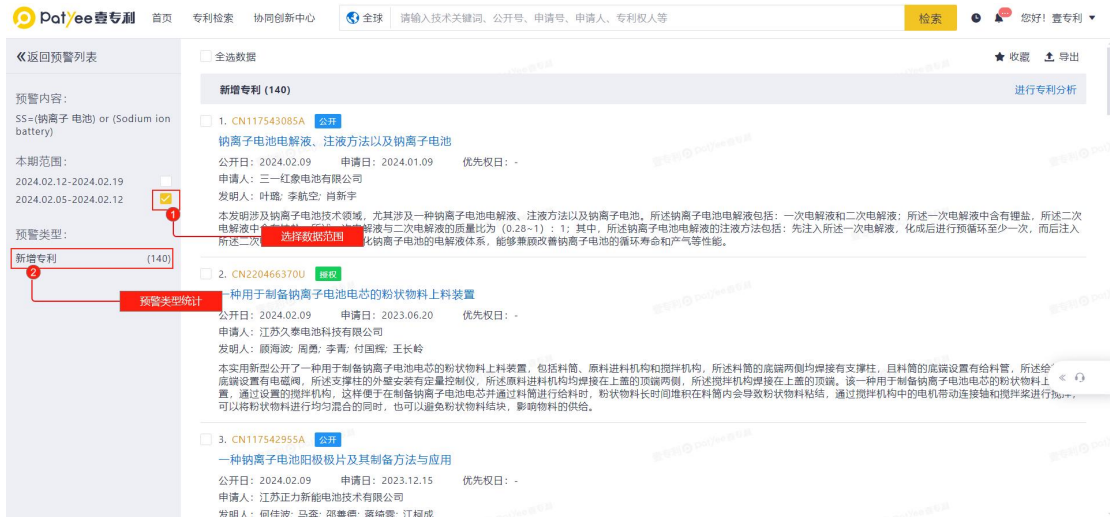 Patyee壹专利 首页 专利检索 协同创新中心 全球 请输入技术关键词、公开号、申请号、申请人、专利权人等 检索 您好！壹专利
返回预警列表
预警内容：
SS=(钠离子 电池) or (Sodium ion
battery)
本期范围：
2024.02.12-2024.02.19
2024.02.05-2024.02.12
1
选择数据范围
预警类型：
新增专利 (140)
2
预警类型统计
全选数据 收藏 导出
新增专利 (140) 进行专利分析
1. CN117543085A 公开
钠离子电池电解液、注液方法以及钠离子电池
公开日：2024.02.09 申请日：2024.01.09 优先权日：-
申请人：三一红象电池有限公司
发明人：叶璐; 李航空; 肖新宇
本发明涉及钠离子电池技术领域，尤其涉及一种钠离子电池电解液、注液方法以及钠离子电池。所述钠离子电池电解液包括：一次电解液和二次电解液；所述一次电解液中含有锂盐，所述二次
电解液中 电解液与二次电解液的质量比为（0.28~1）：1；其中，所述钠离子电池电解液的注液方法包括：先注入所述一次电解液，化成后进行预循环至少一次，而后注入
所述二次 化钠离子电池的电解液体系，能够兼顾改善钠离子电池的循环寿命和产气等性能。
2. CN220466370U 授权
一种用于制备钠离子电池电芯的粉状物料上料装置
公开日：2024.02.09 申请日：2023.06.20 优先权日：-
申请人：江苏久泰电池科技有限公司
发明人：顾海波; 周勇; 李青; 付国辉; 王长岭
本实用新型公开了一种用于制备钠离子电池电芯的粉状物料上料装置，包括料筒、原料进料机构和搅拌机构，所述料筒的底端两侧均焊接有支撑柱，且料筒的底端设置有给料管，所述给
底端设置有电磁阀，所述支撑柱的外壁安装有定量控制仪，所述原料进料机构均焊接在上盖的顶端两侧，所述搅拌机构焊接在上盖的顶端。该一种用于制备钠离子电池电芯的粉状物料上
置，通过设置的搅拌机构，这样便于在制备钠离子电池电芯并通过料筒进行给料时，粉状物料长时间堆积在料筒内会导致粉状物料粘结，通过搅拌机构中的电机带动连接轴和搅拌桨进行搅拌，
可以将粉状物料进行均匀混合的同时，也可以避免粉状物料结块，影响物料的供给。
3. CN117542955A 公开
一种钠离子电池阳极极片及其制备方法与应用
公开日：2024.02.09 申请日：2023.12.15 优先权日：-
申请人：江苏正力新能电池技术有限公司